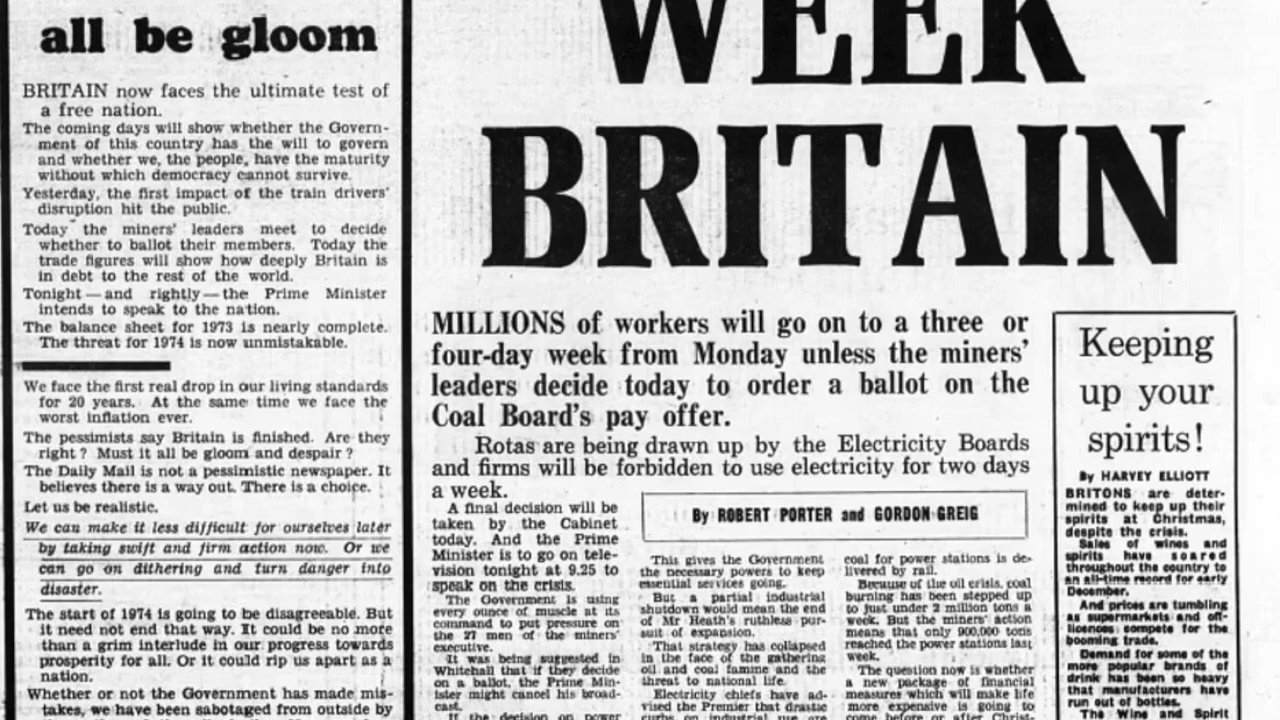 all be gloom
BRITAIN now faces the ultimate test of
a free nation.
The coming days will show whether the Govern-
ment of this country has the will to govern
and whether we, the people, have the maturity
without which democracy cannot survive.
Yesterday, the first impact of the train drivers'
disruption hit the public.
Today the miners' leaders meet to decide
whether to ballot their members. Today the
trade figures will show how deeply Britain is
in debt to the rest of the world.
Tonight—and rightly—the Prime Minister
intends to speak to the nation.
The balance sheet for 1973 is nearly complete.
The threat for 1974 is now unmistakable.
We face the first real drop in our living standards
for 20 years. At the same time we face the
worst inflation ever.
The pessimists say Britain is finished. Are they
right? Must it all be gloom and despair?
The Daily Mail is not a pessimistic newspaper. It
believes there is a way out. There is a choice.
Let us be realistic.
We can make it less difficult for ourselves later
by taking swift and firm action now. Or we
can go on dithering and turn danger into
disaster.
The start of 1974 is going to be disagreeable. But
it need not end that way. It could be no more
than a grim interlude in our progress towards
prosperity for all. Or it could rip us apart as a
nation.
Whether or not the Government has made mis-
takes, we have been sabotaged from outside by
WEEK
BRITAIN
MILLIONS of workers will go on to a three or
four-day week from Monday unless the miners'
leaders decide today to order a ballot on the
Coal Board's pay offer.
Rotas are being drawn up by the Electricity Boards
and firms will be forbidden to use electricity for two days
a week.
A final decision will be
taken by the Cabinet
today. And the Prime
Minister is to go on tele-
vision tonight at 9.25 to
speak on the crisis.
The Government is using
every ounce of muscle at its
command to put pressure on
the 27 men of the miners'
executive.
It was being suggested in
Whitehall that if they decide
on a ballot, the Prime Min-
ister might cancel his broad-
cast.
If the decision on power
By ROBERT PORTER and GORDON GREIG
This gives the Government
the necessary powers to keep
essential services going.
But a partial industrial
shutdown would mean the end
of Mr Heath's ruthless pur-
suit of expansion.
That strategy has collapsed
in the face of the gathering
oil and coal famine and the
threat to national life.
Electricity chiefs have ad-
vised the Premier that drastic
curbs on industrial use are
coal for power stations is de-
livered by rail.
Because of the oil crisis, coal
burning has been stepped up
to just under 2 million tons a
week. But the miners' action
means that only 900,000 tons
reached the power stations last
week.
The question now is whether
a new package of financial
measures which will make life
more expensive is going to
come before or after Christ-
Keeping
up your
spirits!
By HARVEY ELLIOTT
BRITONS are deter-
mined to keep up their
spirits at Christmas,
despite the crisis.
Sales of wines and
spirits have soared
throughout the country to
an all-time record for early
December.
And prices are tumbling
as supermarkets and off-
licences compete for the
booming trade.
Demand for some of the
more popular brands of
drink has been so heavy
that manufacturers have
run out of bottles.
The Wine and Spirit